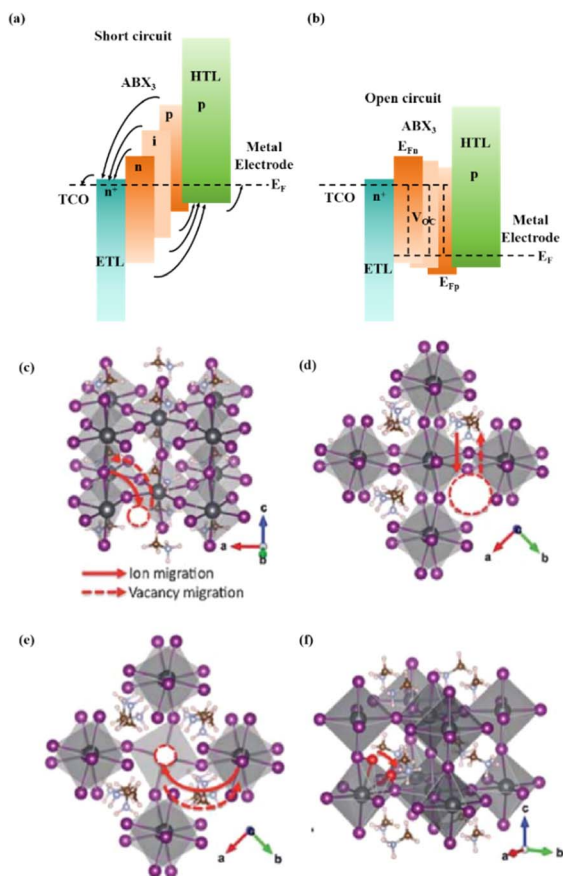 (a)
Short circuit
ABX3
HTL
p
p
i
n
Metal
Electrode
EF
TCO
n+
ETL
(b)
Open circuit
ABX3
EFn
HTL
p
TCO
n+
VOC
Metal
Electrode
EF
ETL
EFp
(c)
c
a
b
Ion migration
Vacancy migration
(d)
c
a
b
(e)
c
a
b
(f)
c
a
b